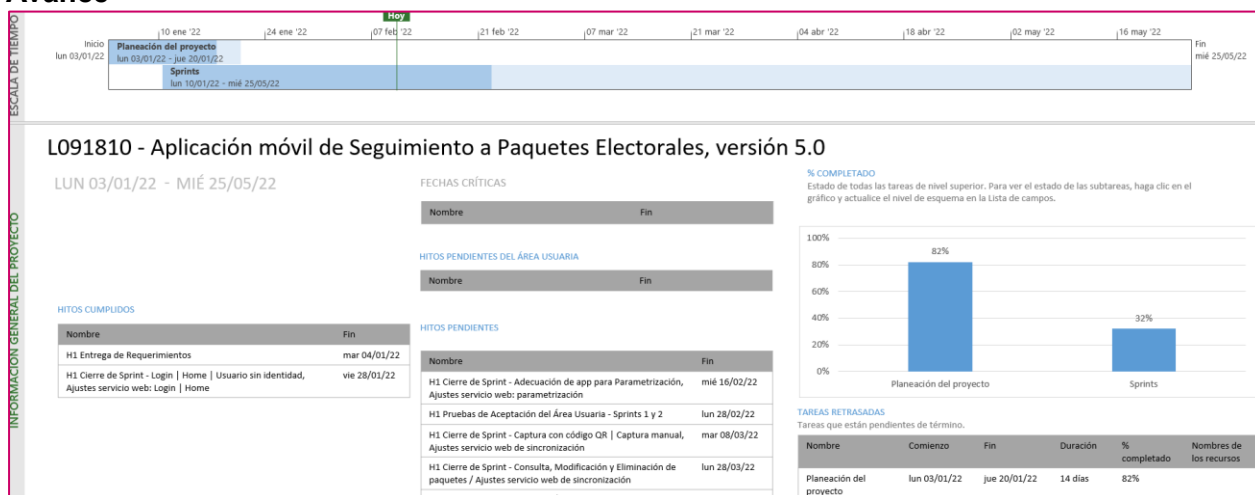 Avance
ESCALA DE TIEMPO
Hoy
10 ene '22
24 ene '22
07 feb '22
21 feb '22
07 mar '22
21 mar '22
04 abr '22
18 abr '22
02 may '22
16 may '22
Inicio
lun 03/01/22
Planeación del proyecto
lun 03/01/22 - jue 20/01/22
Sprints
lun 10/01/22 - mié 25/05/22
Fin
mié 25/05/22
INFORMACIÓN GENERAL DEL PROYECTO
L091810 - Aplicación móvil de Seguimiento a Paquetes Electorales, versión 5.0
LUN 03/01/22 - MIÉ 25/05/22
HITOS CUMPLIDOS
Nombre Fin
H1 Entrega de Requerimientos mar 04/01/22
H1 Cierre de Sprint - Login | Home | Usuario sin identidad, vie 28/01/22
Ajustes servicio web: Login | Home
FECHAS CRÍTICAS
Nombre Fin
HITOS PENDIENTES DEL ÁREA USUARIA
Nombre Fin
HITOS PENDIENTES
Nombre Fin
H1 Cierre de Sprint - Adecuación de app para Parametrización, mié 16/02/22
Ajustes servicio web: parametrización
H1 Pruebas de Aceptación del Área Usuaria - Sprints 1 y 2 lun 28/02/22
H1 Cierre de Sprint - Captura con código QR | Captura manual, mar 08/03/22
Ajustes servicio web de sincronización
H1 Cierre de Sprint - Consulta, Modificación y Eliminación de lun 28/03/22
paquetes / Ajustes servicio web de sincronización
% COMPLETADO
Estado de todas las tareas de nivel superior. Para ver el estado de las subtareas, haga clic en el
gráfico y actualice el nivel de esquema en la Lista de campos.
100%
80%
60%
40%
20%
0%
82%
32%
Planeación del proyecto
Sprints
TAREAS RETRASADAS
Tareas que están pendientes de término.
Nombre Comienzo Fin Duración % Nombres de
completado los recursos
Planeación del lun 03/01/22 jue 20/01/22 14 días 82%
proyecto